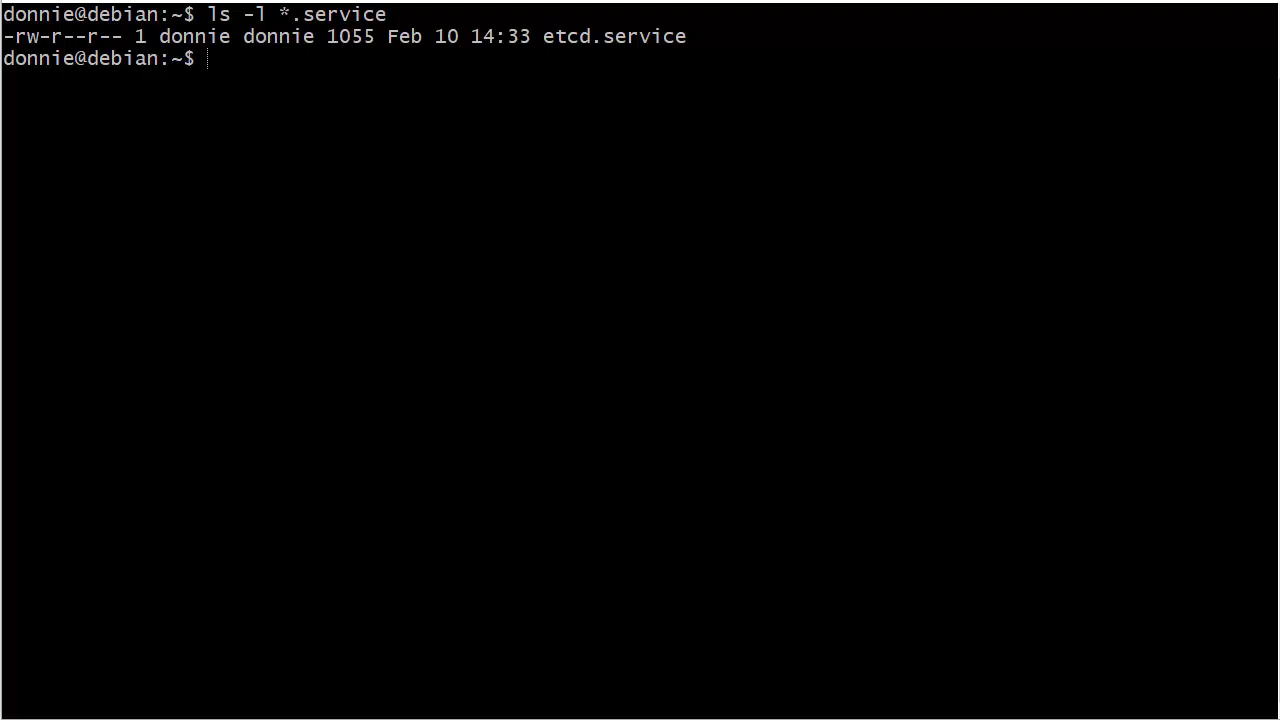 donnie@debian:~$ ls -l *.service
-rw-r--r-- 1 donnie donnie 1055 Feb 10 14:33 etcd.service
donnie@debian:~$